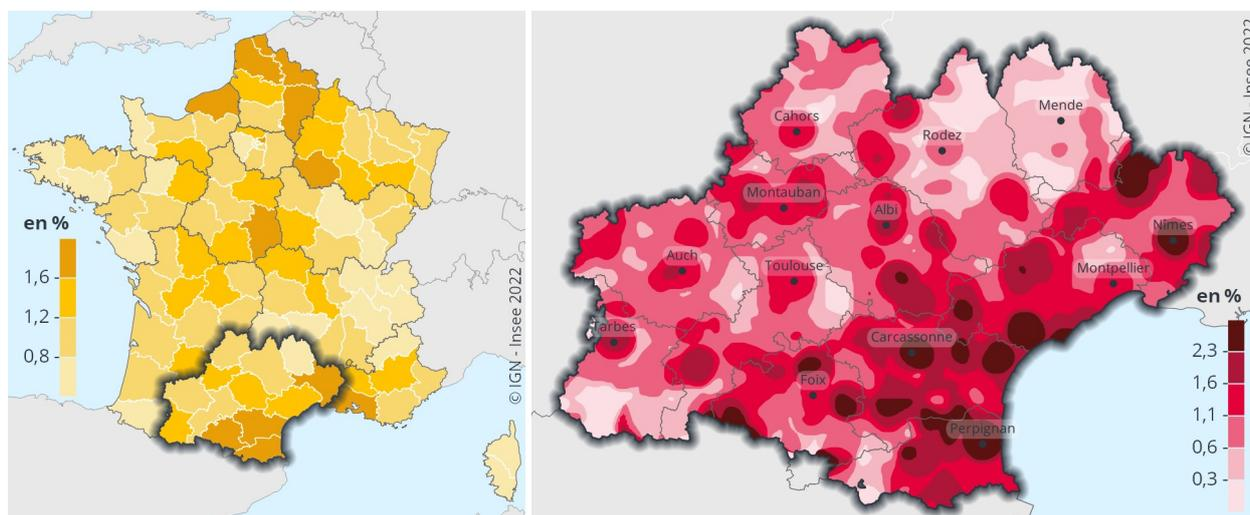 en %
1,6
1,2
0,8
© IGN - Insee 2022
© IGN - Insee 2022
Mende
Cahors
Rodez
Montauban
Albi
Nîmes
Auch
Toulouse
Montpellier
en %
Tarbes
Carcassonne
2,3
Foix
1,6
1,1
Perpignan
0,6
0,3